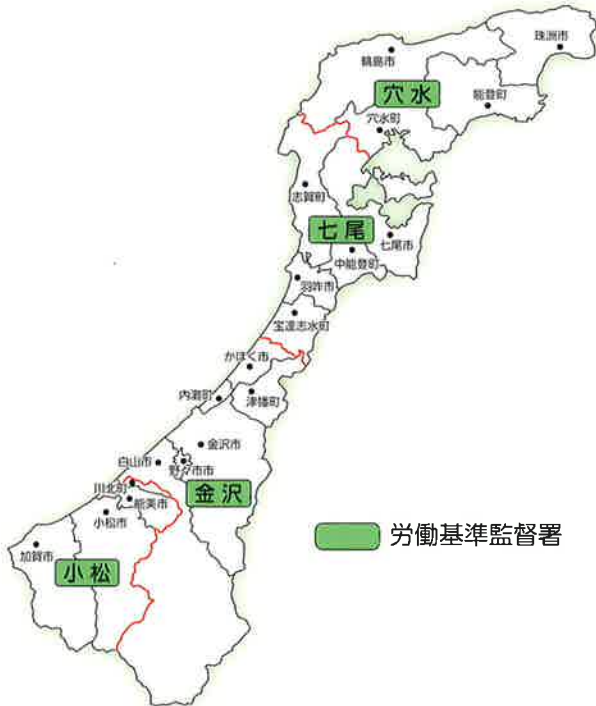 珠洲市
輪島市
穴水
能登町
穴水町
志賀町
七尾
七尾市
中能登町
羽咋市
宝達志水町
かほく市
内灘町
津幡町
金沢市
白山市
野々市市
川北町
能美市
金沢
小松市
労働基準監督署
加賀市
小松